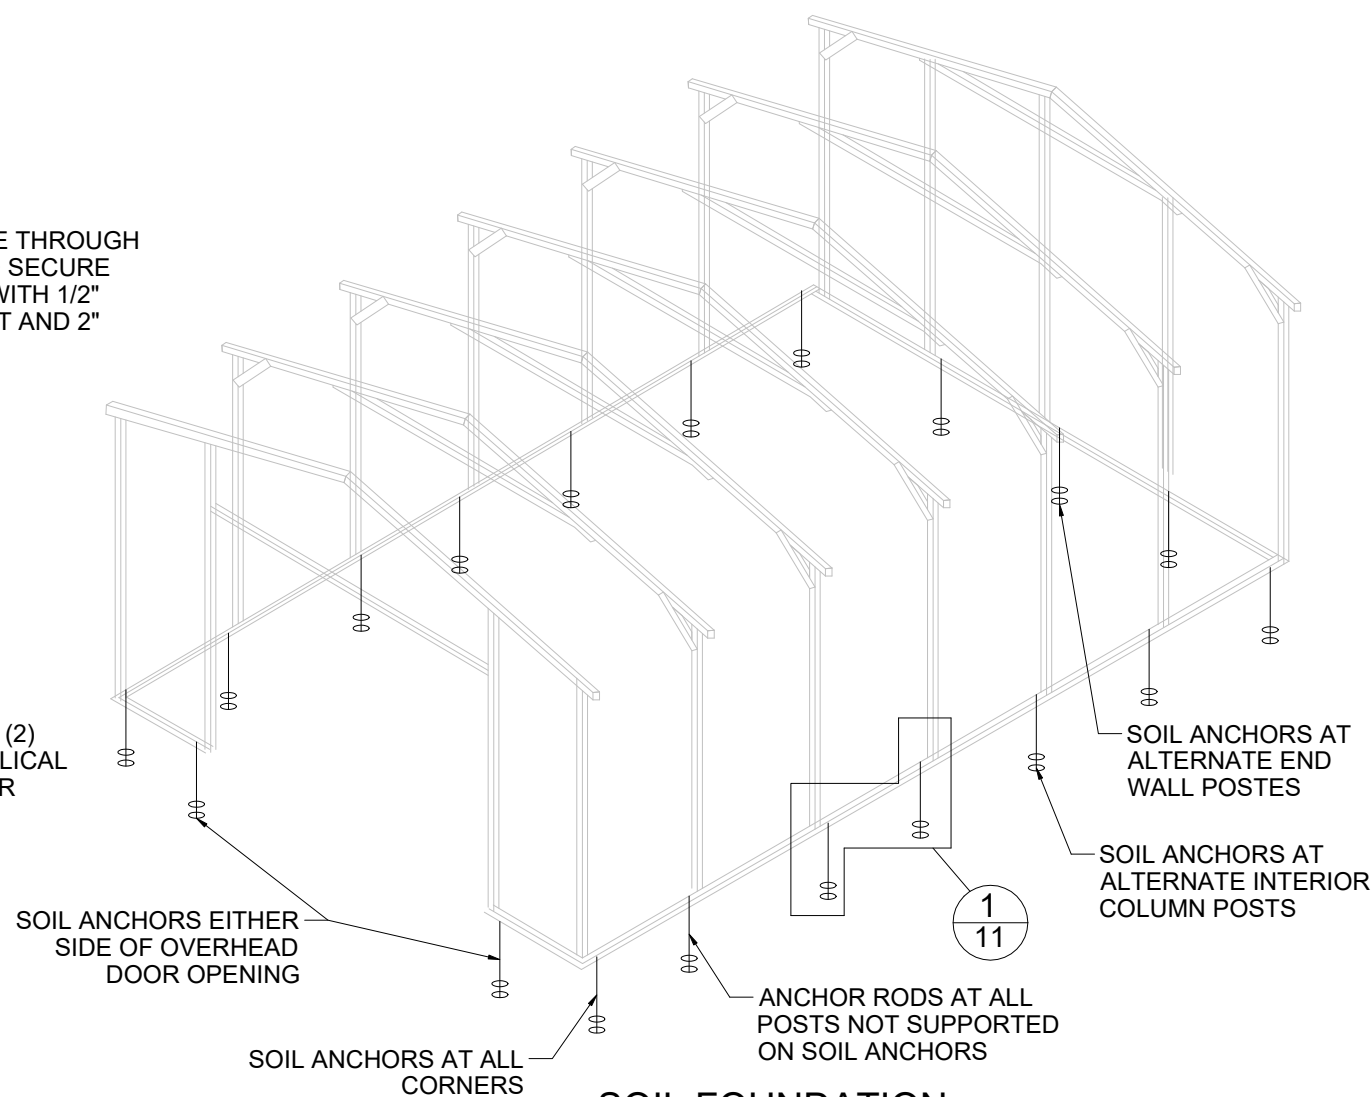 THROUGH
SECURE
WITH 1/2"
AND 2"
(2)
SOIL ANCHORS AT
ALTERNATE END
WALL POSTES
SOIL ANCHORS AT
ALTERNATE INTERIOR
COLUMN POSTS
1
11
SOIL ANCHORS EITHER
SIDE OF OVERHEAD
DOOR OPENING
ANCHOR RODS AT ALL
POSTS NOT SUPPORTED
ON SOIL ANCHORS
SOIL ANCHORS AT ALL
CORNERS
SOIL FOUNDATION